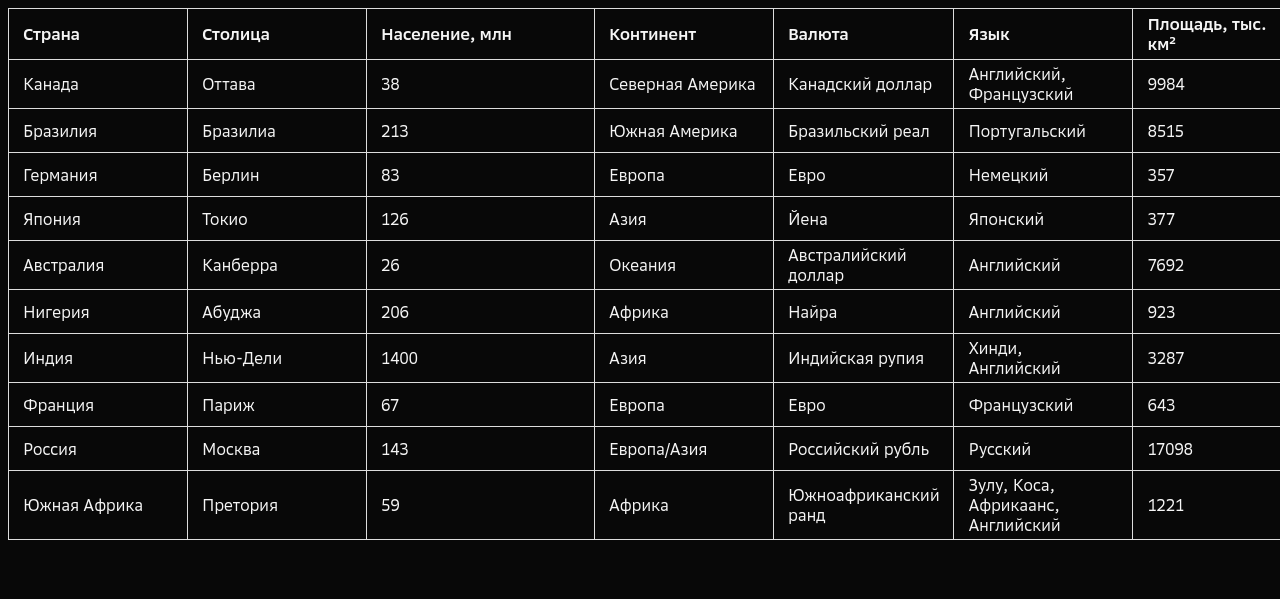 Страна Столица Население, млн Континент Валюта Язык Площадь, тыс. км²
Канада Оттава 38 Северная Америка Канадский доллар Английский, Французский 9984
Бразилия Бразилиа 213 Южная Америка Бразильский реал Португальский 8515
Германия Берлин 83 Европа Евро Немецкий 357
Япония Токио 126 Азия Йена Японский 377
Австралия Канберра 26 Океания Австралийский доллар Английский 7692
Нигерия Абуджа 206 Африка Найра Английский 923
Индия Нью-Дели 1400 Азия Индийская рупия Хинди, Английский 3287
Франция Париж 67 Европа Евро Французский 643
Россия Москва 143 Европа/Азия Российский рубль Русский 17098
Южная Африка Претория 59 Африка Южноафриканский ранд Зулу, Коса, Африкаанс, Английский 1221